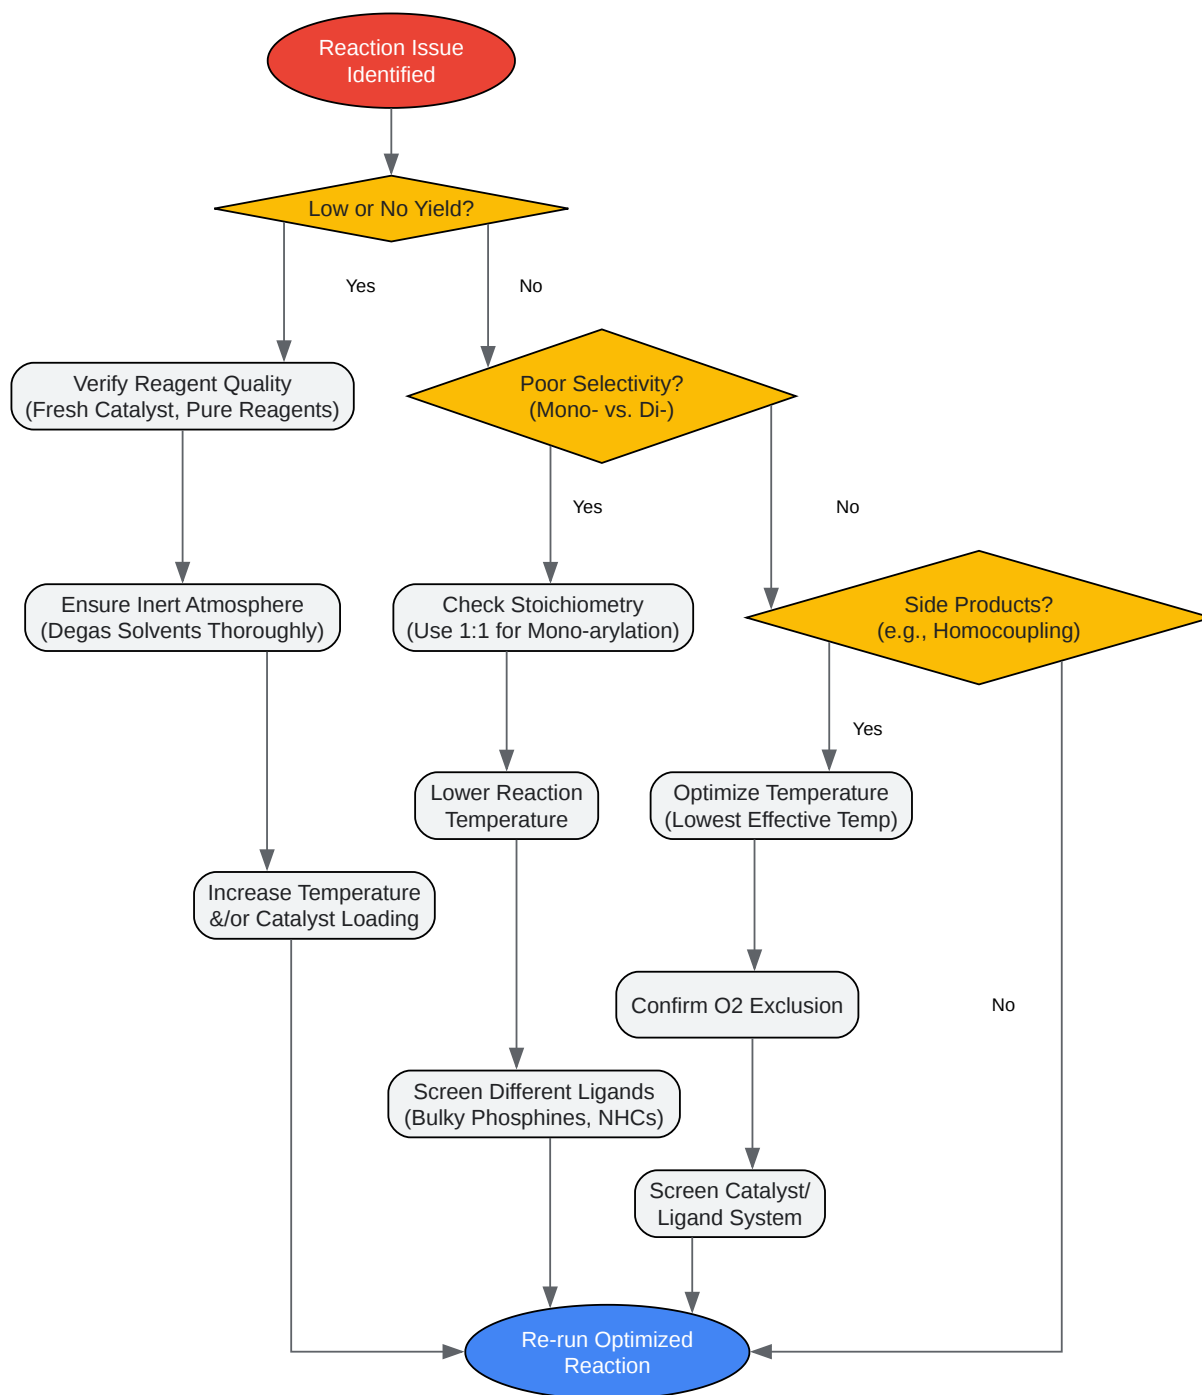 Reaction Issue
Identified
Low or No Yield?
Yes
No
Verify Reagent Quality
(Fresh Catalyst, Pure Reagents)
Poor Selectivity?
(Mono- vs. Di-)
Yes
No
Ensure Inert Atmosphere
(Degas Solvents Thoroughly)
Check Stoichiometry
(Use 1:1 for Mono-arylation)
Side Products?
(e.g., Homocoupling)
Yes
Lower Reaction
Temperature
Optimize Temperature
(Lowest Effective Temp)
Increase Temperature
&/or Catalyst Loading
Confirm O2 Exclusion
No
Screen Different Ligands
(Bulky Phosphines, NHCs)
Screen Catalyst/
Ligand System
Re-run Optimized
Reaction